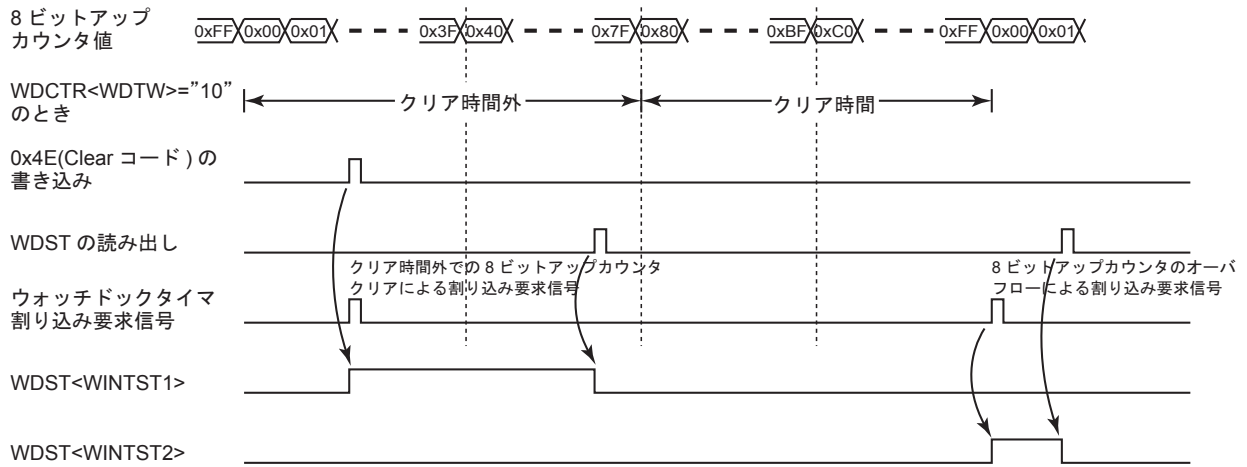 8 ビットアップ
カウンタ値
0xFF 0x00 0x01 0x3F 0x40 0x7F 0x80 0xBF 0xC0 0xFF 0x00 0x01
WDCTR<WDTW>="10"
のとき
クリア時間外
クリア時間
0x4E(Clear コード ) の
書き込み
WDST の読み出し
クリア時間外での 8 ビットアップカウンタ
クリアによる割り込み要求信号
8 ビットアップカウンタのオーバ
フローによる割り込み要求信号
ウォッチドックタイマ
割り込み要求信号
WDST<WINTST1>
WDST<WINTST2>